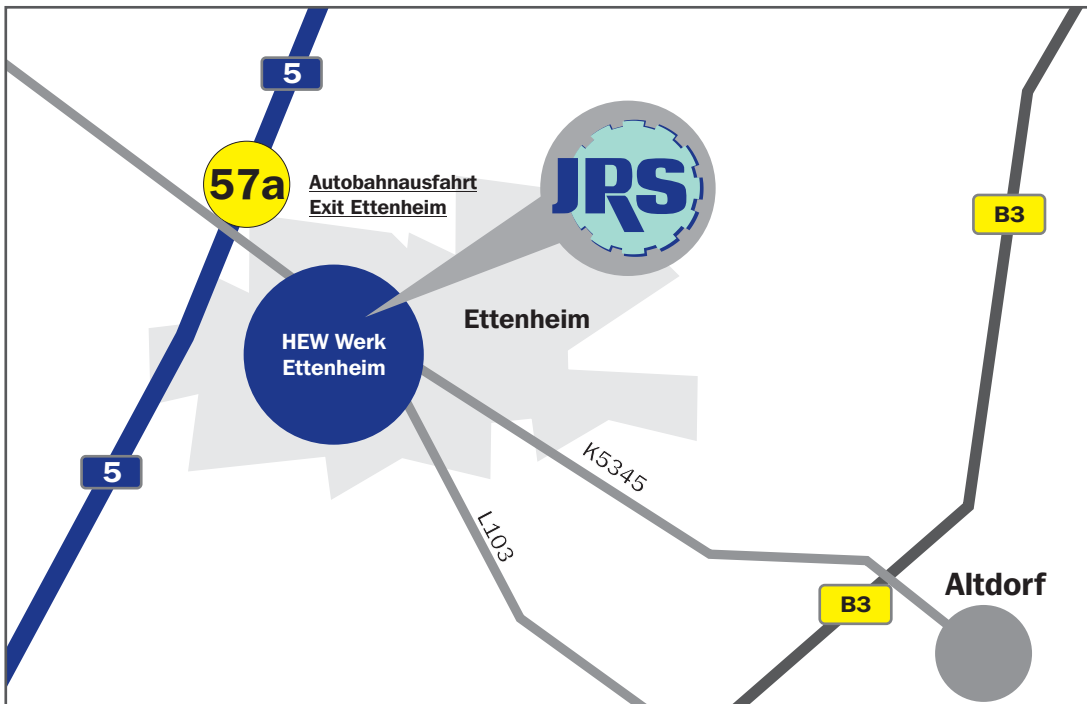 5
57a
Autobahnausfahrt
Exit Ettenheim
JRS
B3
Ettenheim
HEW Werk
Ettenheim
5
K5345
L103
Altdorf
B3